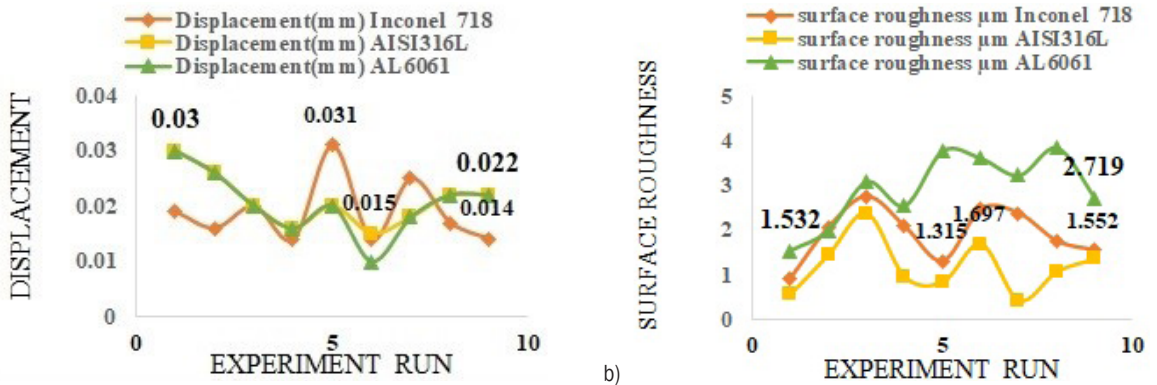 Displacement(mm) Inconel 718
Displacement(mm) AISI316L
Displacement(mm) AL6061
DISPLACEMENT
0.04
0.03
0.02
0.01
0
0.03
0.031
0.015
0.022
0.014
0
5
10
EXPERIMENT RUN
b)
surface roughness µm Inconel 718
surface roughness µm AISI316L
surface roughness µm AL6061
SURFACE ROUGHNESS
5
4
3
2
1
0
1.532
1.315
1.697
2.719
1.552
0
5
10
EXPERIMENT RUN